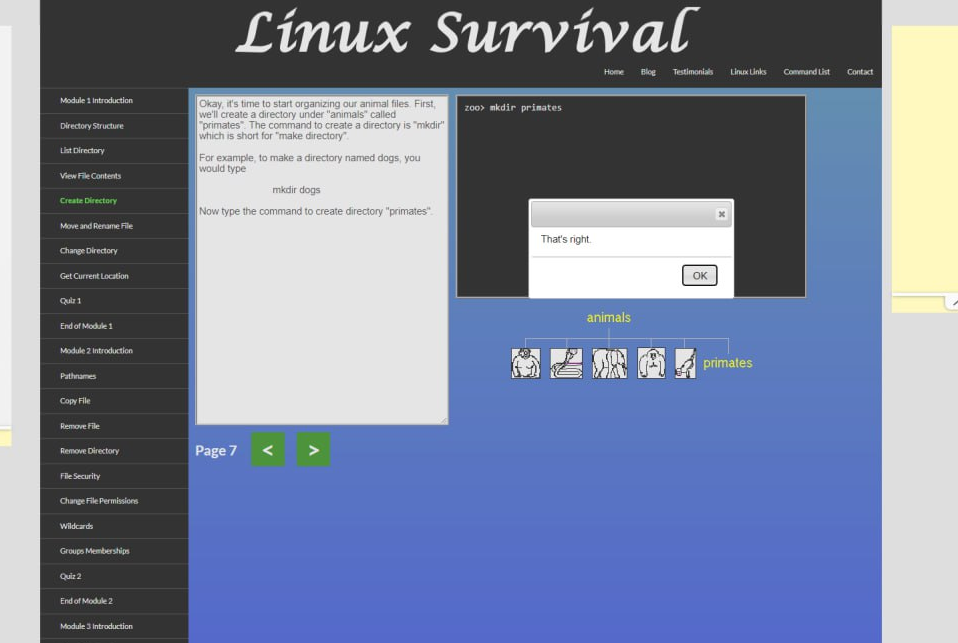 Linux Survival
Home Blog Testimonials Linux Links Command List Contact
Module 1 Introduction
Directory Structure
List Directory
View File Contents
Create Directory
Move and Rename File
Change Directory
Get Current Location
Quiz 1
End of Module 1
Module 2 Introduction
Pathnames
Copy File
Remove File
Remove Directory
File Security
Change File Permissions
Wildcards
Groups Memberships
Quiz 2
End of Module 2
Module 3 Introduction
Okay, it's time to start organizing our animal files. First,
we'll create a directory under "animals" called
"primates". The command to create a directory is "mkdir"
which is short for "make directory".
For example, to make a directory named dogs, you
would type
mkdir dogs
Now type the command to create directory "primates".
Page 7 < >
zoo> mkdir primates
That's right.
OK
animals
primates